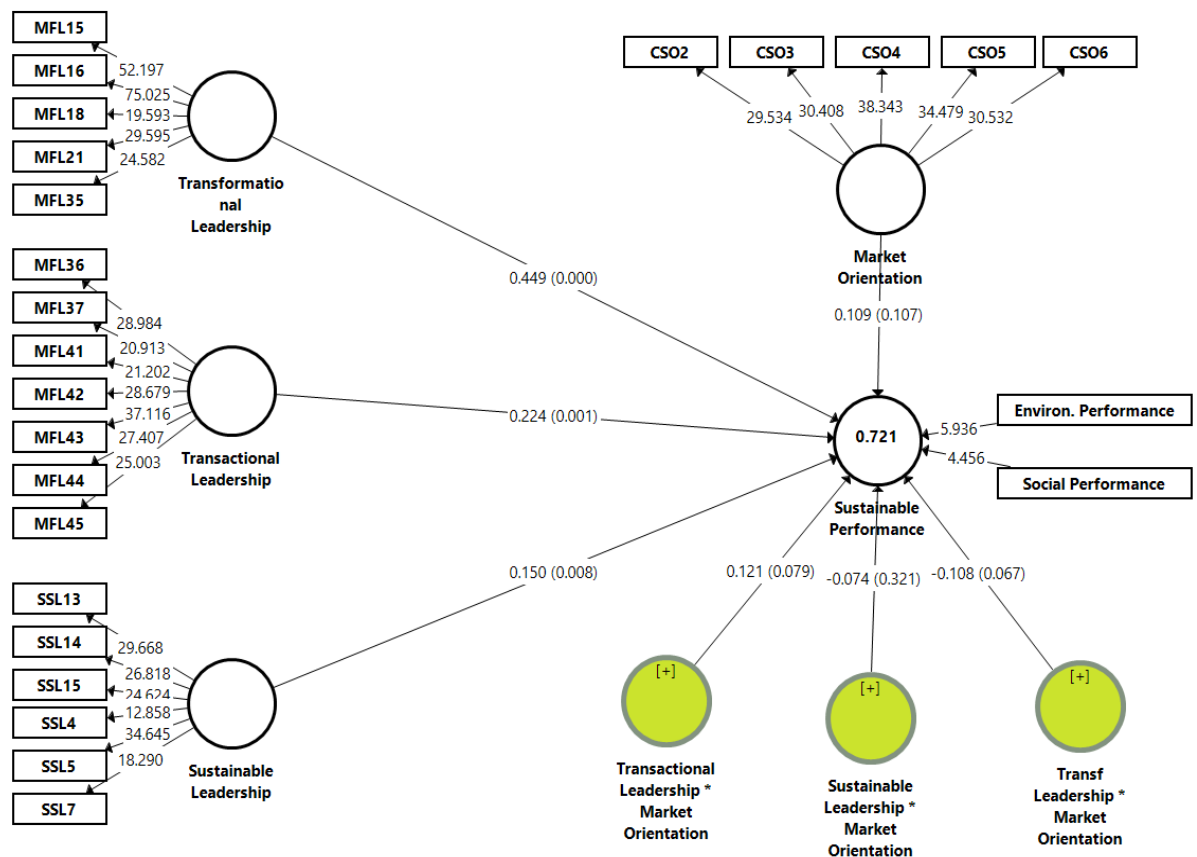 MFL15
MFL16
MFL18
MFL21
MFL35
52.197
75.025
19.593
29.595
24.582
Transformatio
nal
Leadership
CSO2
CSO3
CSO4
CSO5
CSO6
29.534
30.408
38.343
34.479
30.532
Market
Orientation
0.449 (0.000)
0.109 (0.107)
MFL36
MFL37
MFL41
MFL42
MFL43
MFL44
MFL45
28.984
20.913
21.202
28.679
37.116
27.407
25.003
Transactional
Leadership
0.224 (0.001)
0.721
Sustainable
Performance
5.936
4.456
Environ. Performance
Social Performance
SSL13
SSL14
SSL15
SSL4
SSL5
SSL7
29.668
26.818
24.624
12.858
34.645
18.290
Sustainable
Leadership
0.150 (0.008)
0.121 (0.079)
-0.074 (0.321)
-0.108 (0.067)
[+]
Transactional
Leadership *
Market
Orientation
[+]
Sustainable
Leadership *
Market
Orientation
[+]
Transf
Leadership *
Market
Orientation